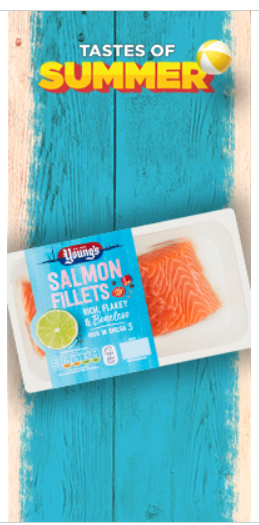 TASTES OF
SUMMER
Young's
SALMON
FILLETS
RICH, FLAKEY
& Boneless
HIGH IN OMEGA 3